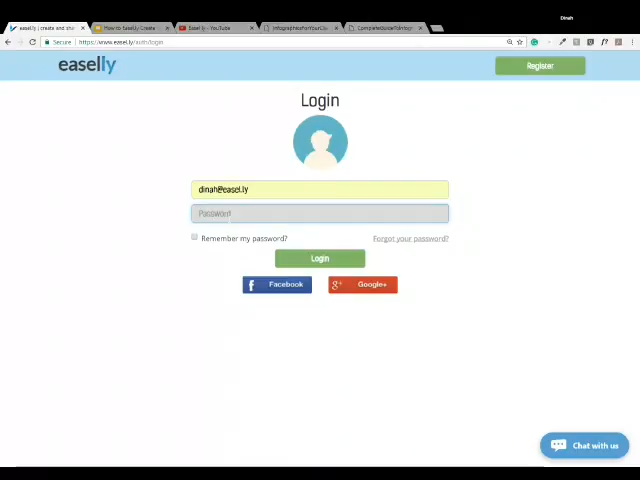 Dinah
easel.ly | create and sha
How to Easel.ly Create
Easel.ly - YouTube
Secure https://www.easel.ly/auth/login
easelly
Register
Login
dinah@easel.ly
Password
Remember my password?
Forgot your password?
Login
Facebook
Google+
Chat with us